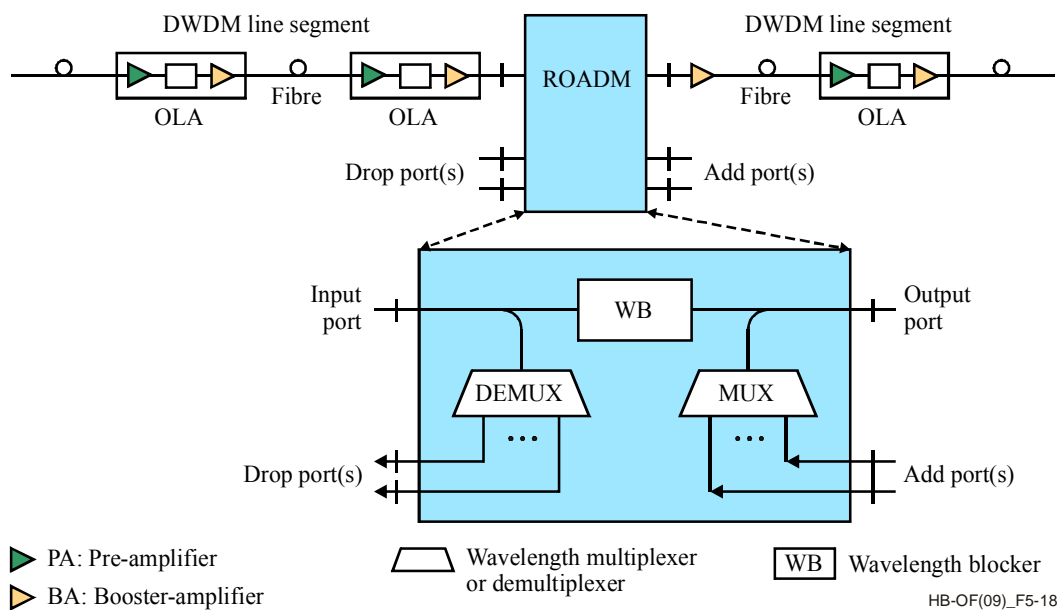 DWDM line segment
DWDM line segment
ROADM
Fibre
Fibre
OLA
OLA
OLA
Drop port(s)
Add port(s)
Input
port
WB
Output
port
DEMUX
MUX
Drop port(s)
Add port(s)
PA: Pre-amplifier
BA: Booster-amplifier
Wavelength multiplexer
or demultiplexer
WB
Wavelength blocker
HB-OF(09)_F5-18